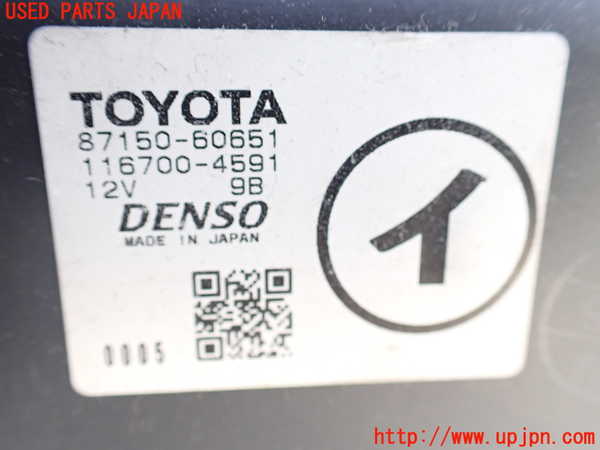 USED PARTS JAPAN
TOYOTA
87150-60651
116700-4591
12V 9B
DENSO
MADE IN JAPAN
イ
0005
http://www.upjpn.com/